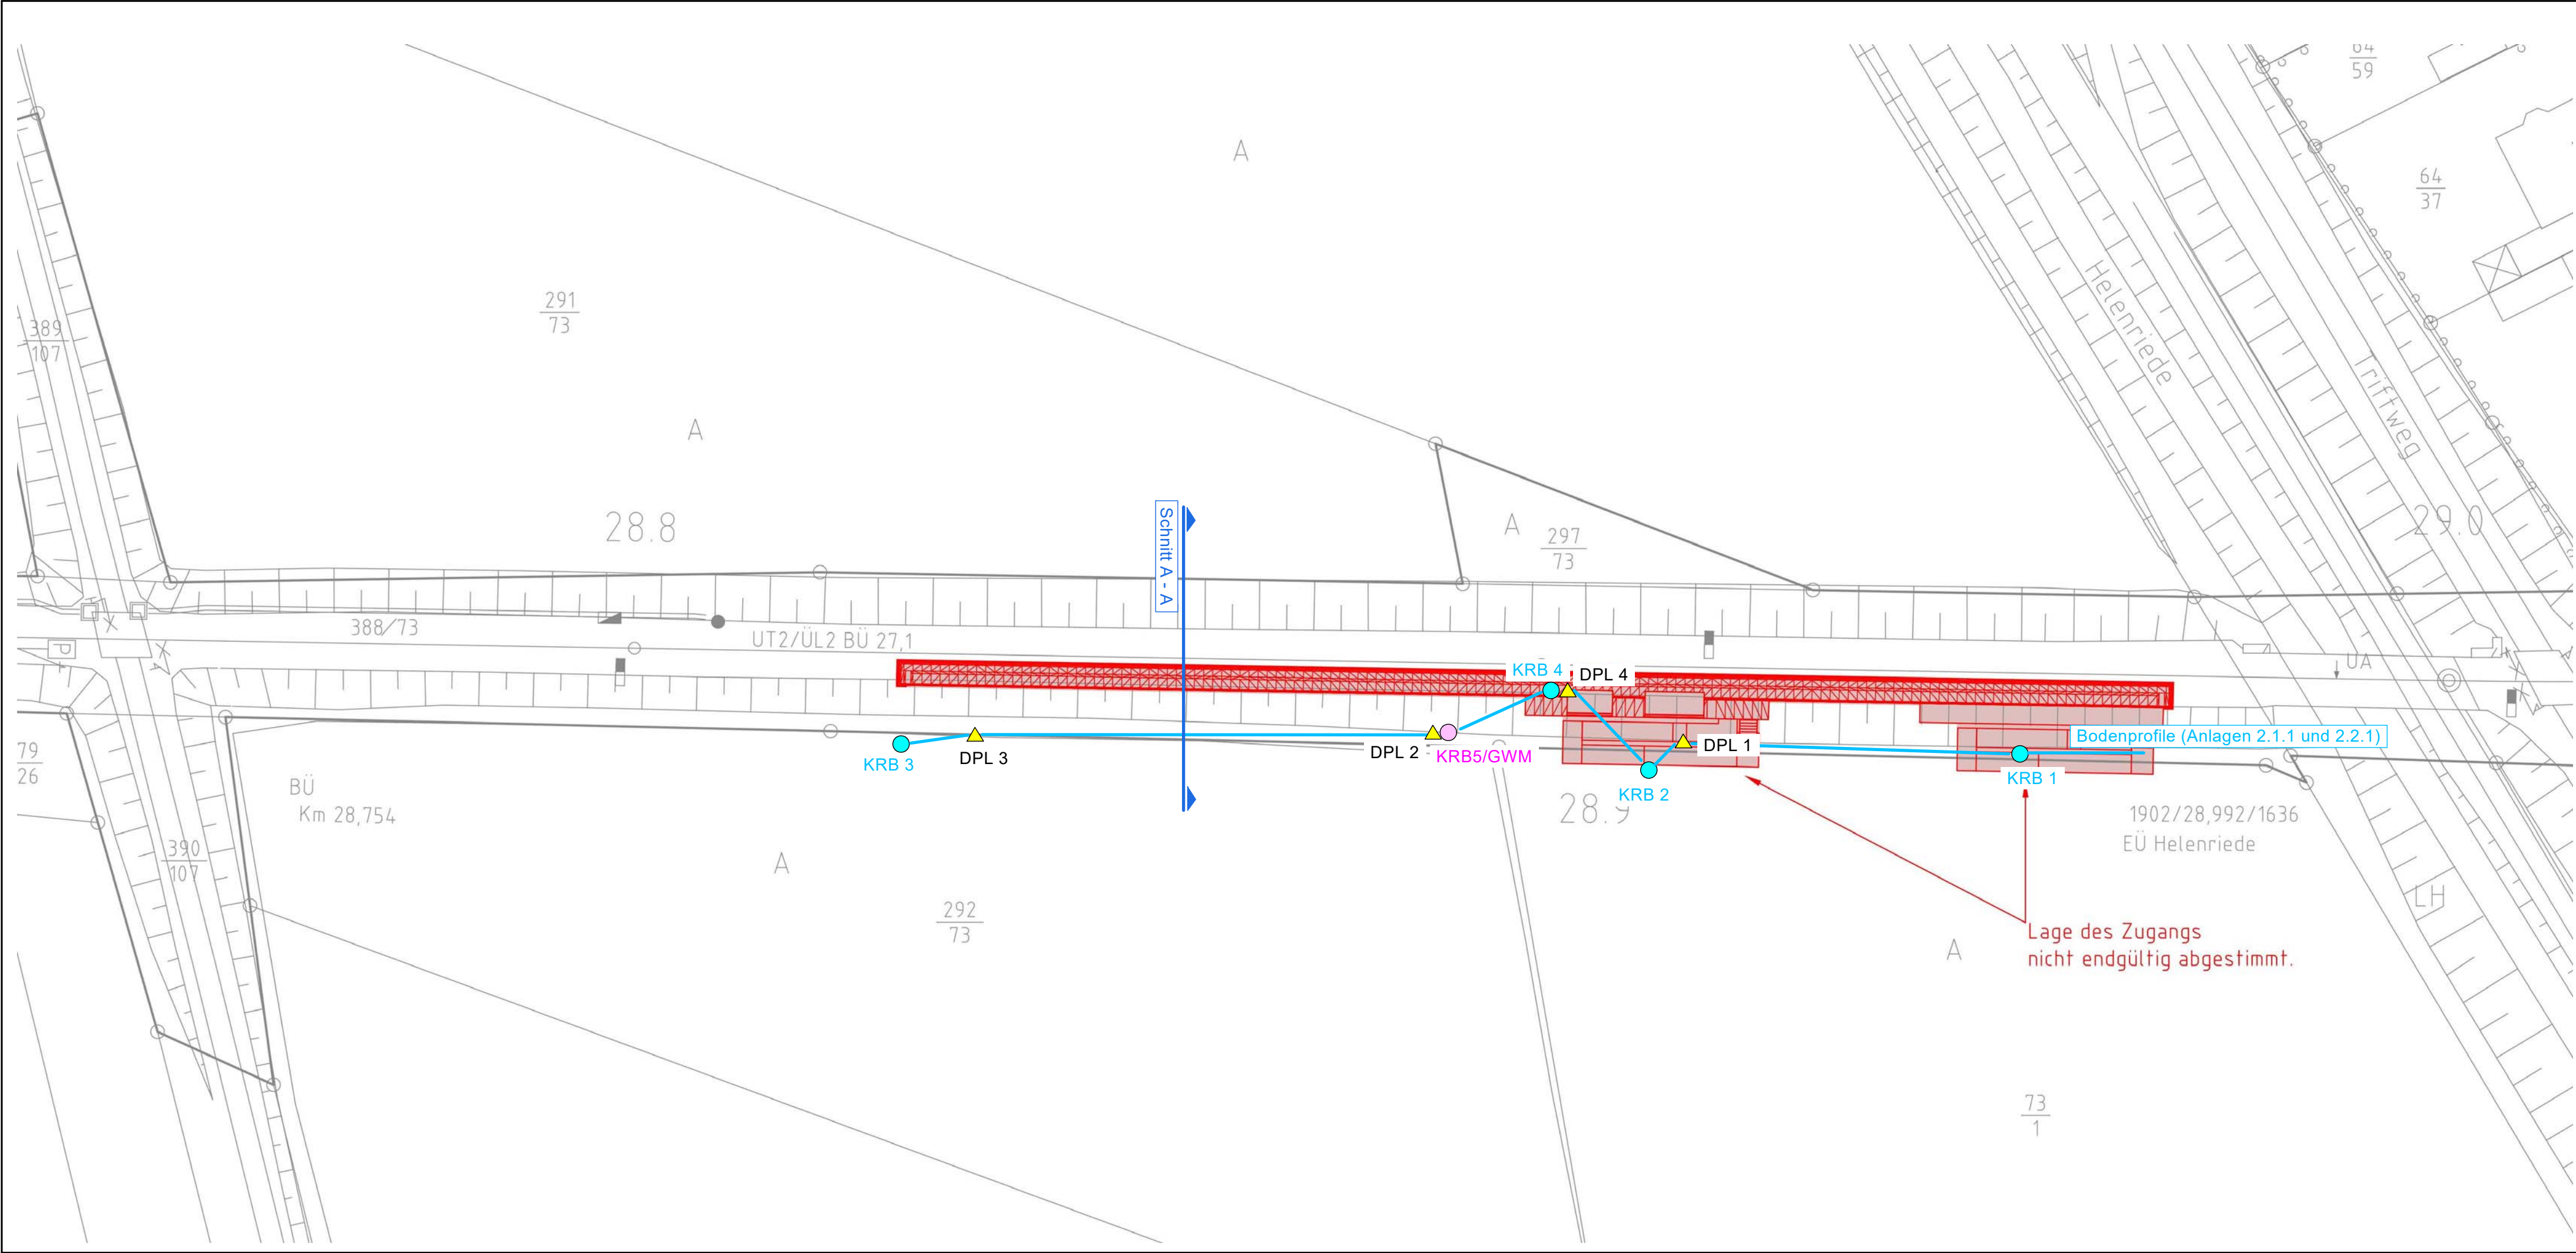 64
59
A
64
37
Helenriede
291
73
389
107
Triftweg
A
28.8
Schnitt A - A
A
297
73
29.0
388/73
UT2/ÜL2 BÜ 27,1
UA
KRB 4
DPL 4
KRB 3
DPL 3
DPL 2
KRB5/GWM
DPL 1
KRB 2
Bodenprofile (Anlagen 2.1.1 und 2.2.1)
KRB 1
79
26
BÜ
Km 28,754
28.9
1902/28,992/1636
EÜ Helenriede
390
107
A
LH
292
73
A
Lage des Zugangs
nicht endgültig abgestimmt.
73
1